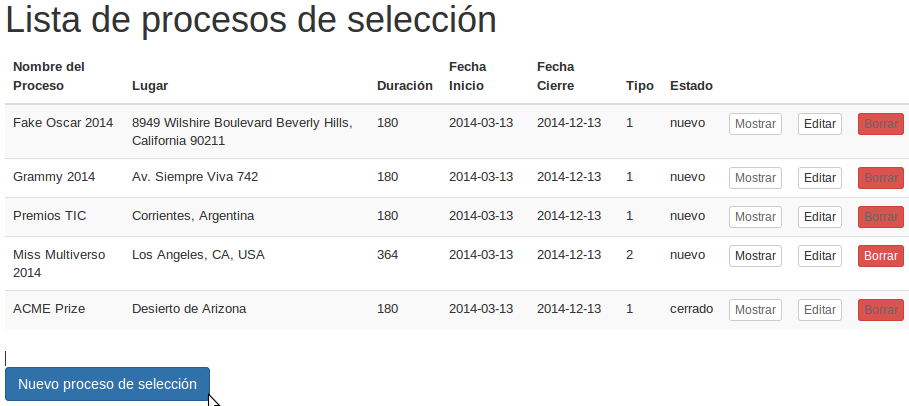 Lista de procesos de selección
Nombre del Proceso Lugar Duración Fecha Inicio Fecha Cierre Tipo Estado
Fake Oscar 2014 8949 Wilshire Boulevard Beverly Hills, California 90211 180 2014-03-13 2014-12-13 1 nuevo Mostrar Editar Borrar
Grammy 2014 Av. Siempre Viva 742 180 2014-03-13 2014-12-13 1 nuevo Mostrar Editar Borrar
Premios TIC Corrientes, Argentina 180 2014-03-13 2014-12-13 1 nuevo Mostrar Editar Borrar
Miss Multiverso 2014 Los Angeles, CA, USA 364 2014-03-13 2014-12-13 2 nuevo Mostrar Editar Borrar
ACME Prize Desierto de Arizona 180 2014-03-13 2014-12-13 1 cerrado Mostrar Editar Borrar
Nuevo proceso de selección